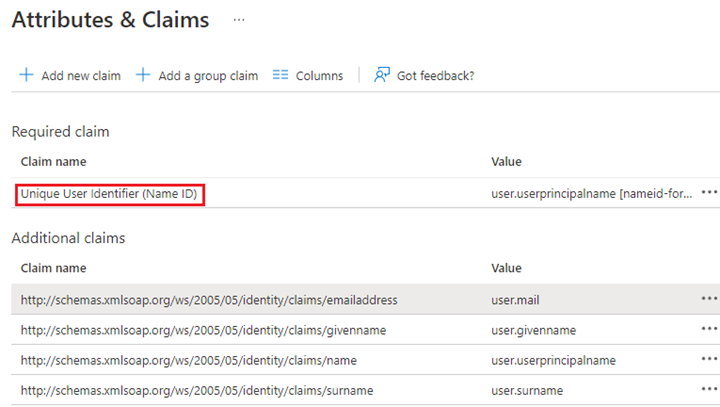 Attributes & Claims ...
Add new claim Add a group claim Columns Got feedback?
Required claim
Claim name Value
Unique User Identifier (Name ID) user.userprincipalname [nameid-for... ...
Additional claims
Claim name Value
http://schemas.xmlsoap.org/ws/2005/05/identity/claims/emailaddress user.mail ...
http://schemas.xmlsoap.org/ws/2005/05/identity/claims/givenname user.givenname ...
http://schemas.xmlsoap.org/ws/2005/05/identity/claims/name user.userprincipalname ...
http://schemas.xmlsoap.org/ws/2005/05/identity/claims/surname user.surname ...